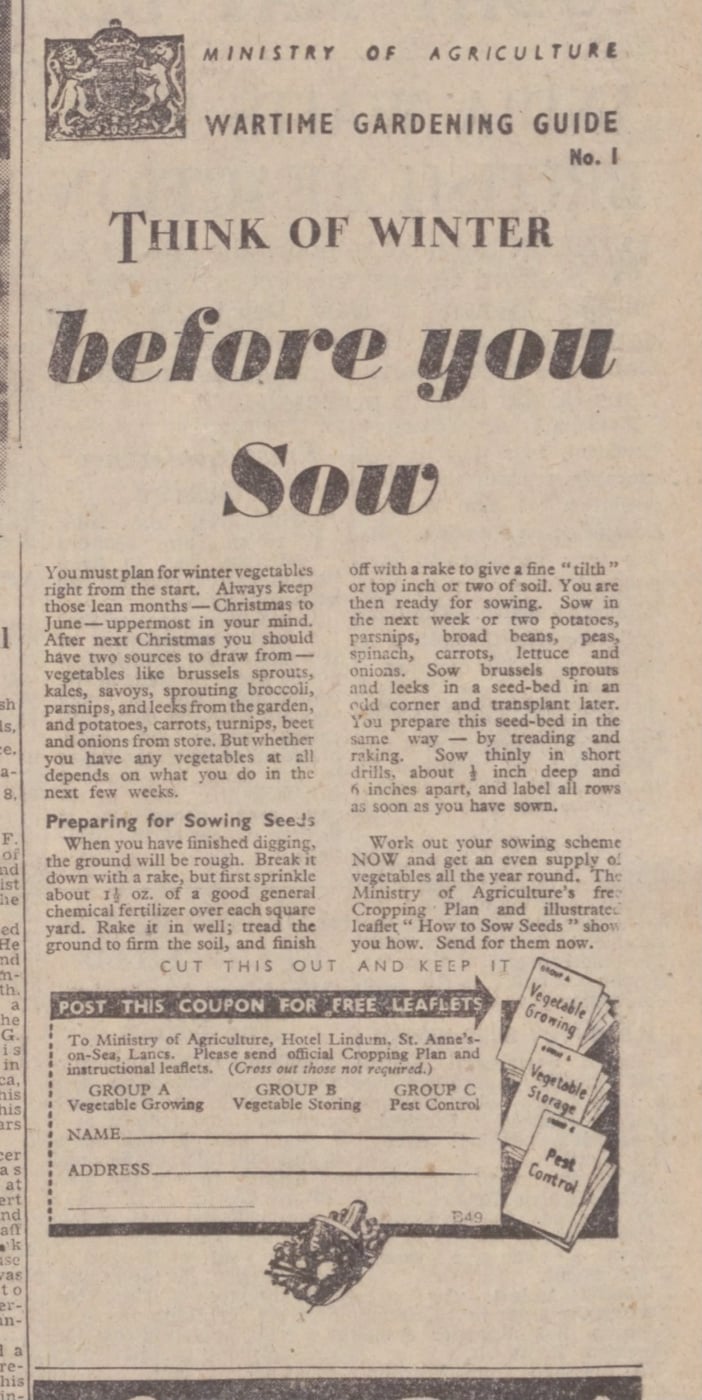 MINISTRY OF AGRICULTURE
WARTIME GARDENING GUIDE
No. 1
THINK OF WINTER
before you
Sow
You must plan for winter vegetables
right from the start. Always keep
those lean months — Christmas to
June — uppermost in your mind.
After next Christmas you should
have two sources to draw from —
vegetables like brussels sprouts,
kales, savoys, sprouting broccoli,
parsnips, and leeks from the garden,
and potatoes, carrots, turnips, beet
and onions from store. But whether
you have any vegetables at all
depends on what you do in the
next few weeks.
Preparing for Sowing Seeds
When you have finished digging,
the ground will be rough. Break it
down with a rake, but first sprinkle
about 1½ oz. of a good general
chemical fertilizer over each square
yard. Rake it in well; tread the
ground to firm the soil, and finish
off with a rake to give a fine "tilth"
or top inch or two of soil. You are
then ready for sowing. Sow in
the next week or two potatoes,
parsnips, broad beans, peas,
spinach, carrots, lettuce and
onions. Sow brussels sprouts
and leeks in a seed-bed in an
odd corner and transplant later.
You prepare this seed-bed in the
same way — by treading and
raking. Sow thinly in short
drills, about ½ inch deep and
6 inches apart, and label all rows
as soon as you have sown.
Work out your sowing scheme
NOW and get an even supply of
vegetables all the year round. The
Ministry of Agriculture's free
Cropping Plan and illustrated
leaflet "How to Sow Seeds" show
you how. Send for them now.
CUT THIS OUT AND KEEP IT
POST THIS COUPON FOR FREE LEAFLETS
To Ministry of Agriculture, Hotel Lindum, St. Anne's-
on-Sea, Lancs. Please send official Cropping Plan and
instructional leaflets. (Cross out those not required.)
GROUP A GROUP B GROUP C
Vegetable Growing Vegetable Storing Pest Control
NAME
ADDRESS
B49
GROUP A
Vegetable
Growing
Vegetable
Storage
Pest
Control